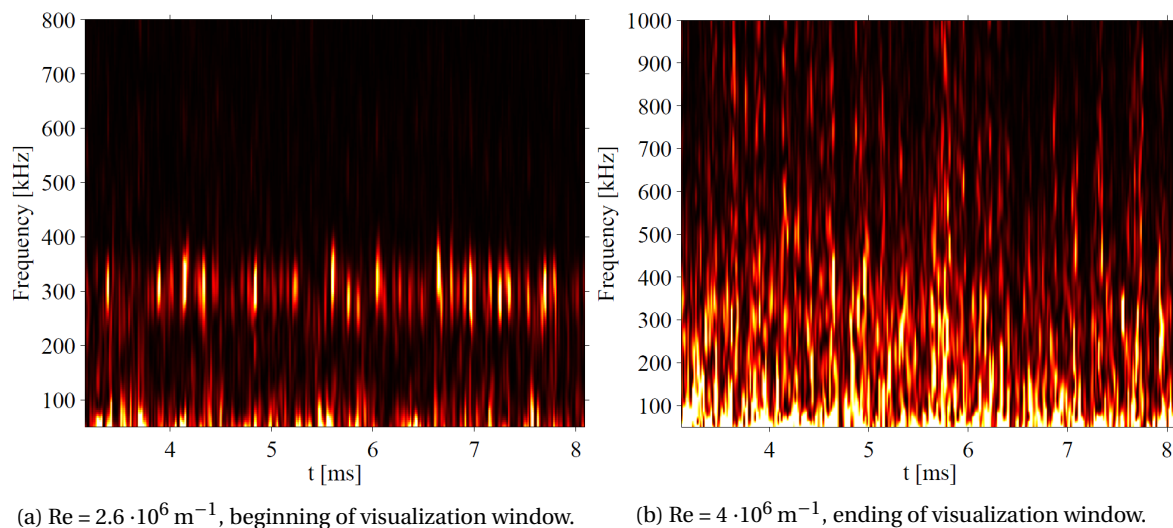 800
700
600
500
400
300
200
100
Frequency [kHz]
4 5 6 7 8
t [ms]
(a) Re = 2.6 ·10⁶ m⁻¹, beginning of visualization window.
1000
900
800
700
600
500
400
300
200
100
Frequency [kHz]
4 5 6 7 8
t [ms]
(b) Re = 4 ·10⁶ m⁻¹, ending of visualization window.